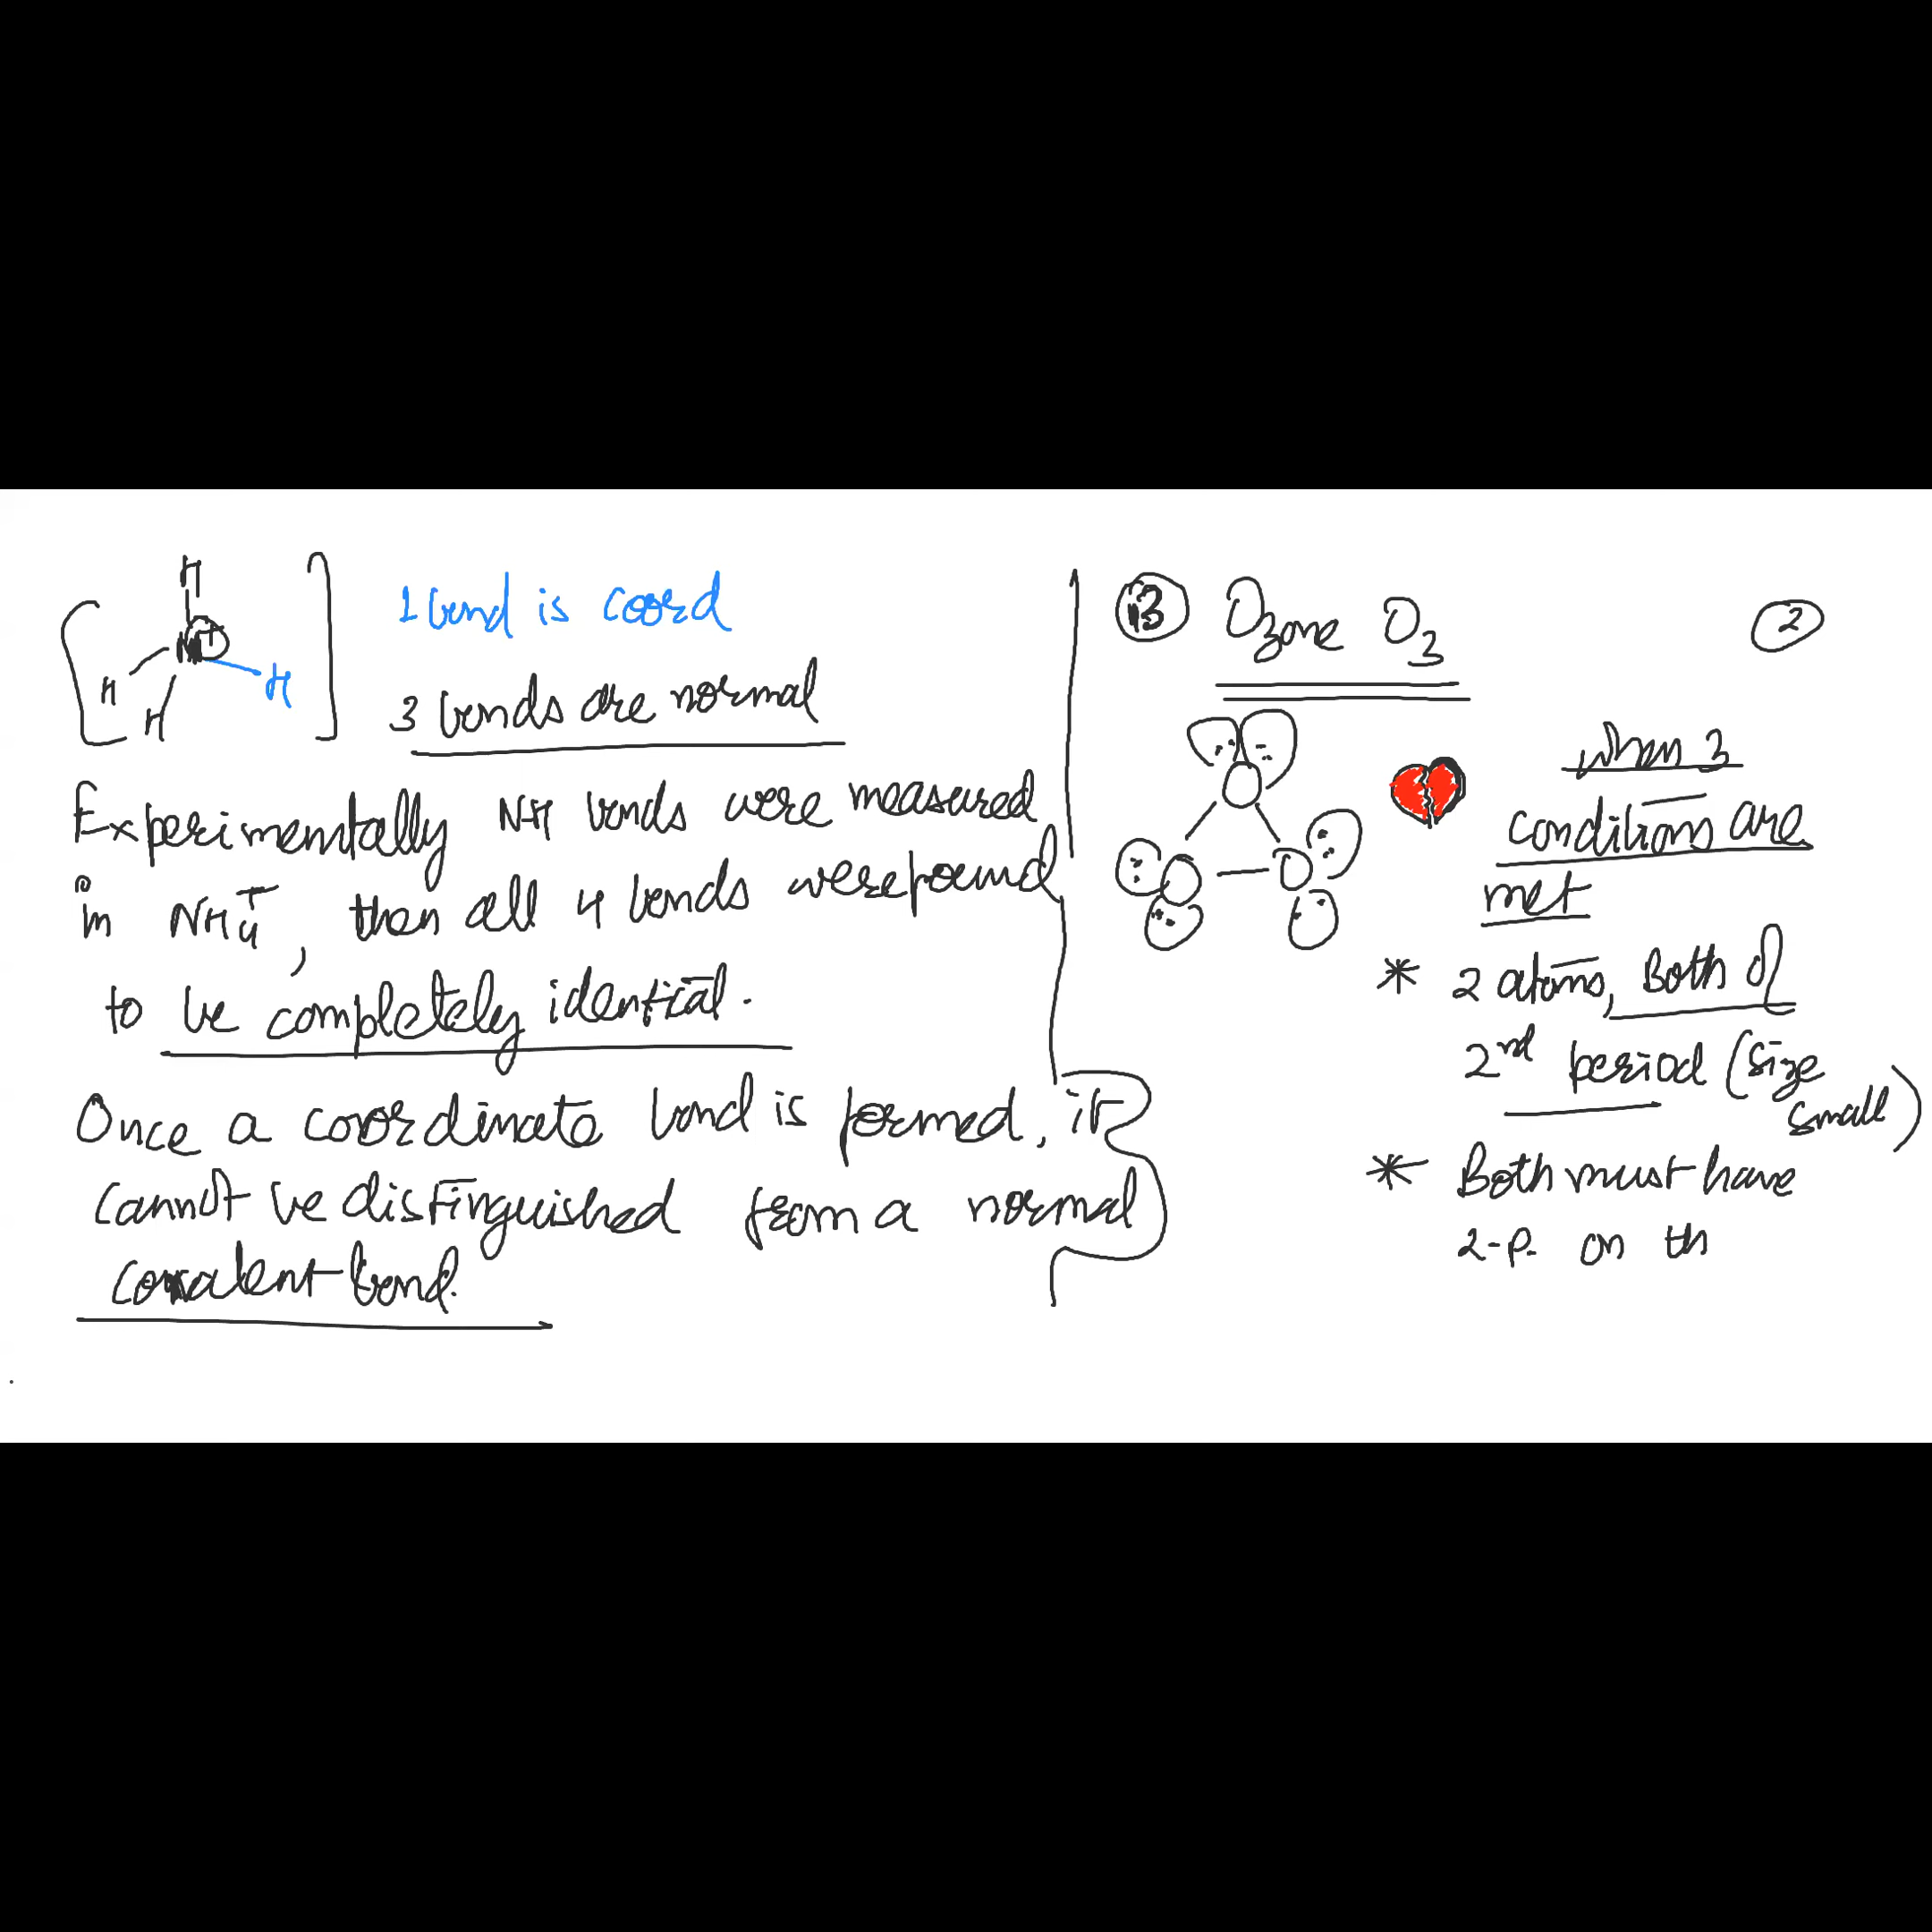 H
N+
H H H
1 bond is coord
3 bonds are normal
Experimentally N-H bonds were measured
in NH4+, then all 4 bonds were found
to be completely idential.
Once a coordinate bond is formed, it
cannot be distinguished from a normal
covalent bond.
B Ozone O3
2
O
O O
when 2
conditions are
met
* 2 atoms, Both of
2nd period (size
small)
* Both must have
l.p. on th